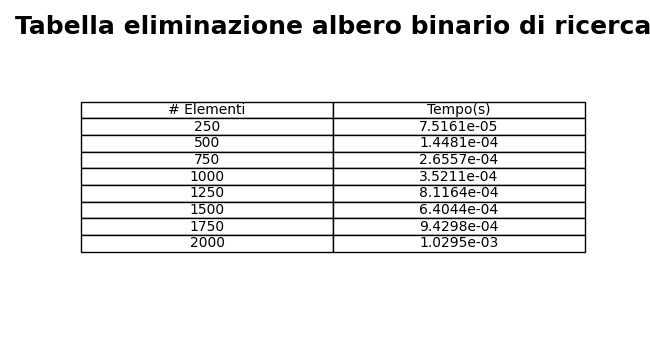 Tabella eliminazione albero binario di ricerca
# Elementi Tempo(s)
250 7.5161e-05
500 1.4481e-04
750 2.6557e-04
1000 3.5211e-04
1250 8.1164e-04
1500 6.4044e-04
1750 9.4298e-04
2000 1.0295e-03